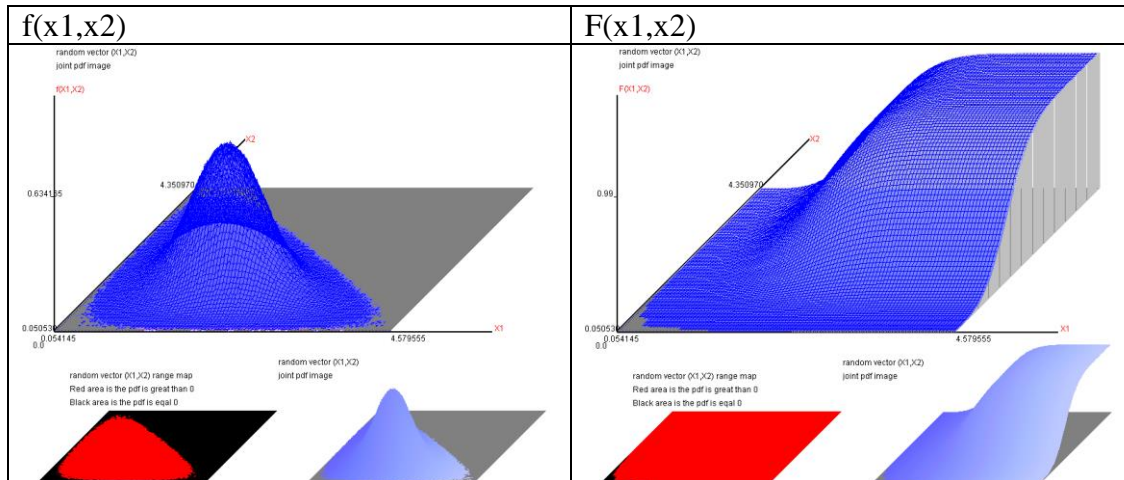 f(x1,x2)
random vector (X1,X2)
joint pdf image
f(X1,X2)
X2
4.350970
0.634135
0.050530
0.054145
0.0
4.579555
X1
random vector (X1,X2) range map
Red area is the pdf is great than 0
Black area is the pdf is eqal 0
random vector (X1,X2)
joint pdf image
F(x1,x2)
random vector (X1,X2)
joint pdf image
F(X1,X2)
X2
4.350970
0.99
0.050530
0.054145
0.0
4.579555
X1
random vector (X1,X2) range map
Red area is the pdf is great than 0
Black area is the pdf is eqal 0
random vector (X1,X2)
joint pdf image